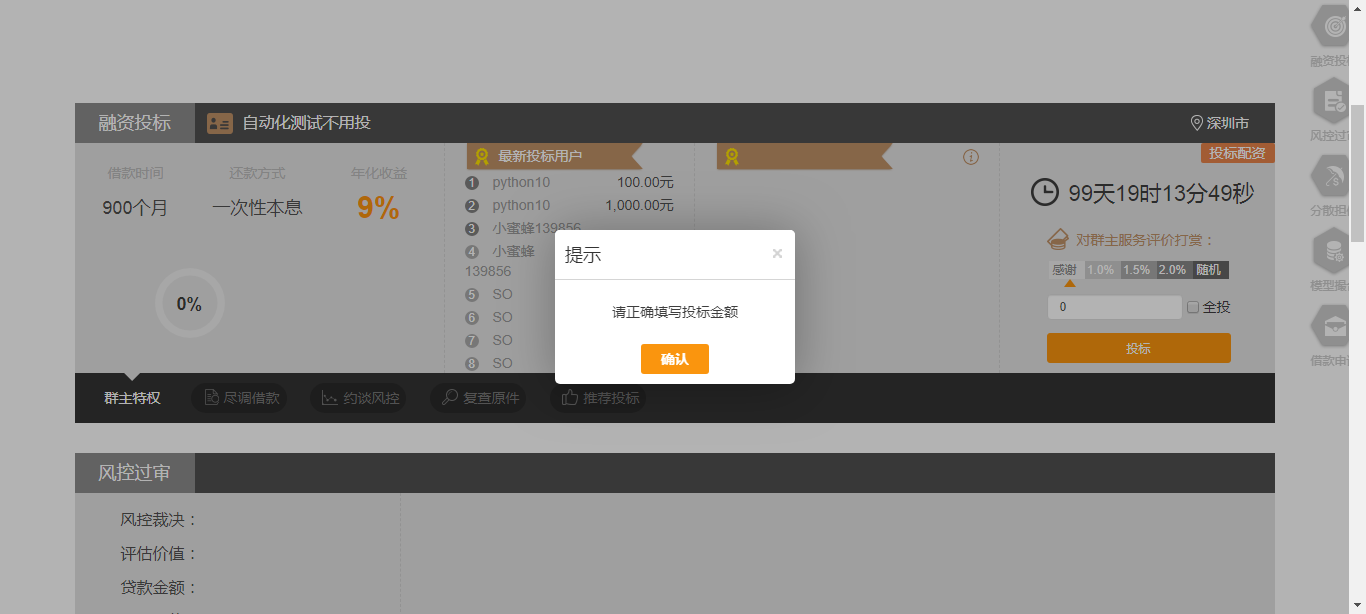 融资投标
自动化测试不用投
深圳市
借款时间
还款方式
年化收益
900个月
一次性本息
9%
0%
最新投标用户
1 python10 100.00元
2 python10 1,000.00元
3 小蜜蜂139856
4 小蜜蜂
139856
5 SO
6 SO
7 SO
8 SO
投标配资
99天19时13分49秒
对群主服务评价打赏：
感谢 1.0% 1.5% 2.0% 随机
0
全投
投标
提示
×
请正确填写投标金额
确认
群主特权
尽调借款
约谈风控
复查原件
推荐投标
风控过审
风控裁决：
评估价值：
贷款金额：
融资投
风控过
分散担
模型
借款申